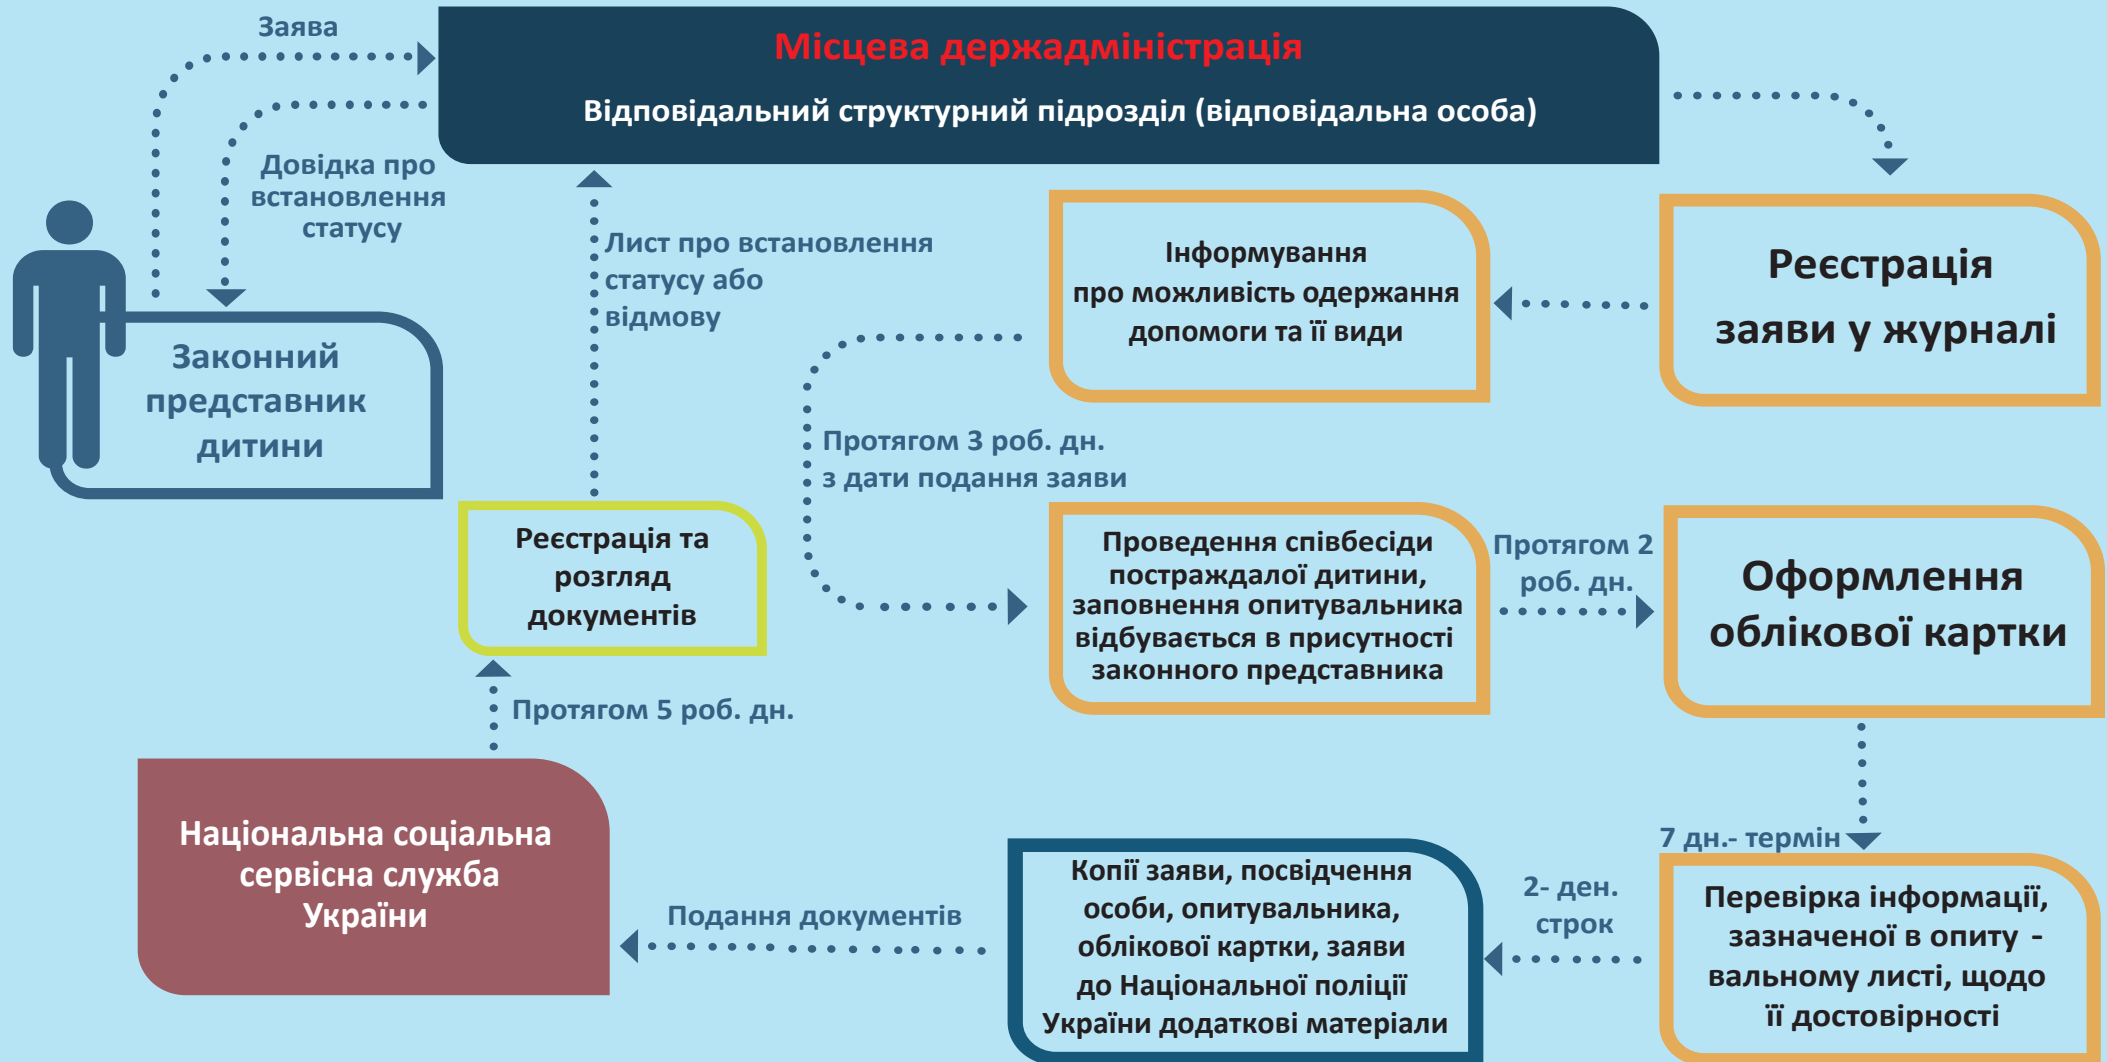 Заява
Місцева держадміністрація
Відповідальний структурний підрозділ (відповідальна особа)
Довідка про
встановлення
статусу
Законний
представник
дитини
Лист про встановлення
статусу або
відмову
Інформування
про можливість одержання
допомоги та її види
Реєстрація
заяви у журналі
Протягом 3 роб. дн.
з дати подання заяви
Реєстрація та
розгляд
документів
Проведення співбесіди
постраждалої дитини,
заповнення опитувальника
відбувається в присутності
законного представника
Протягом 2
роб. дн.
Оформлення
облікової картки
Протягом 5 роб. дн.
Національна соціальна
сервісна служба
України
Подання документів
Копії заяви, посвідчення
особи, опитувальника,
облікової картки, заяви
до Національної поліції
України додаткові матеріали
2- ден.
строк
7 дн.- термін
Перевірка інформації,
зазначеної в опиту -
вальному листі, щодо
її достовірності